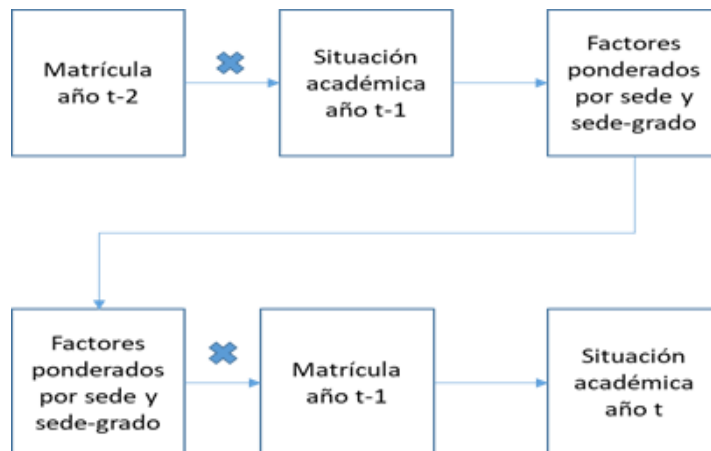 Matrícula
año t-2
Situación
académica
año t-1
Factores
ponderados
por sede y
sede-grado
Factores
ponderados
por sede y
sede-grado
Matrícula
año t-1
Situación
académica
año t